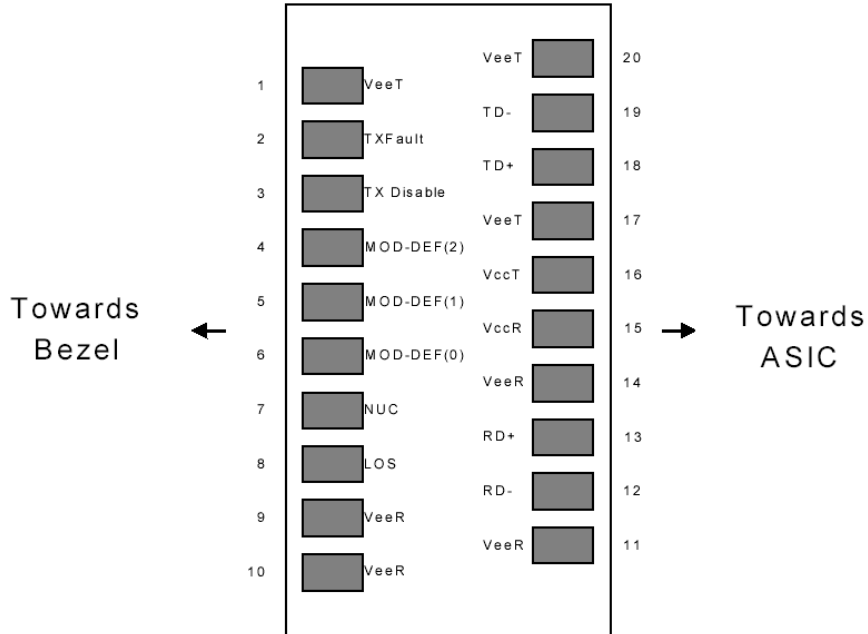 1 VeeT
2 TXFault
3 TX Disable
4 MOD-DEF(2)
5 MOD-DEF(1)
6 MOD-DEF(0)
7 NUC
8 LOS
9 VeeR
10 VeeR
VeeT 20
TD- 19
TD+ 18
VeeT 17
VccT 16
VccR 15
VeeR 14
RD+ 13
RD- 12
VeeR 11
Towards
Bezel
Towards
ASIC